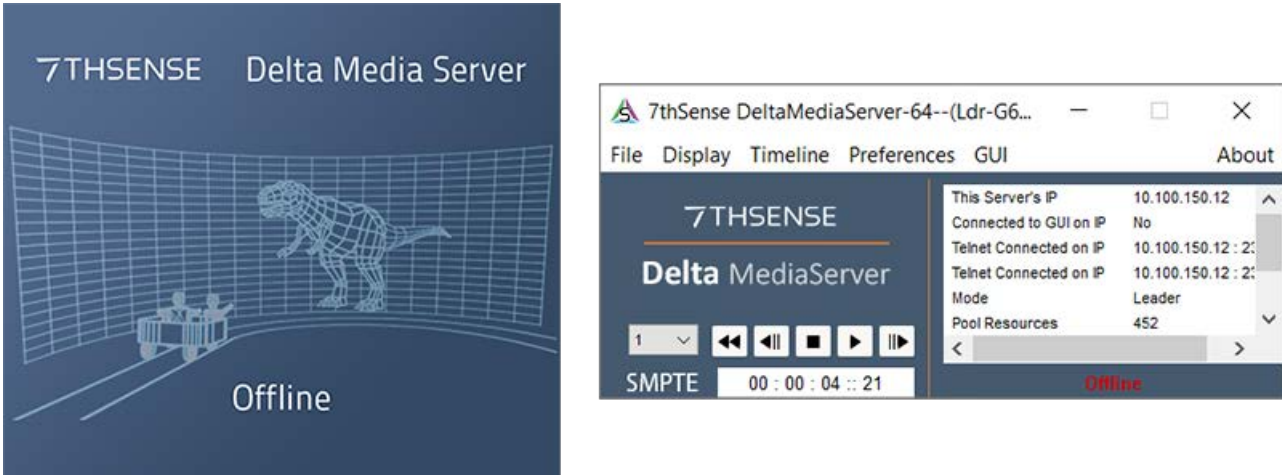 7THSENSE Delta Media Server
Offline
7thSense DeltaMediaServer-64--(Ldr-G6...
File Display Timeline Preferences GUI About
7THSENSE
Delta MediaServer
1
SMPTE 00 : 00 : 04 :: 21
This Server's IP 10.100.150.12
Connected to GUI on IP No
Telnet Connected on IP 10.100.150.12 : 23
Telnet Connected on IP 10.100.150.12 : 23
Mode Leader
Pool Resources 452
Offline